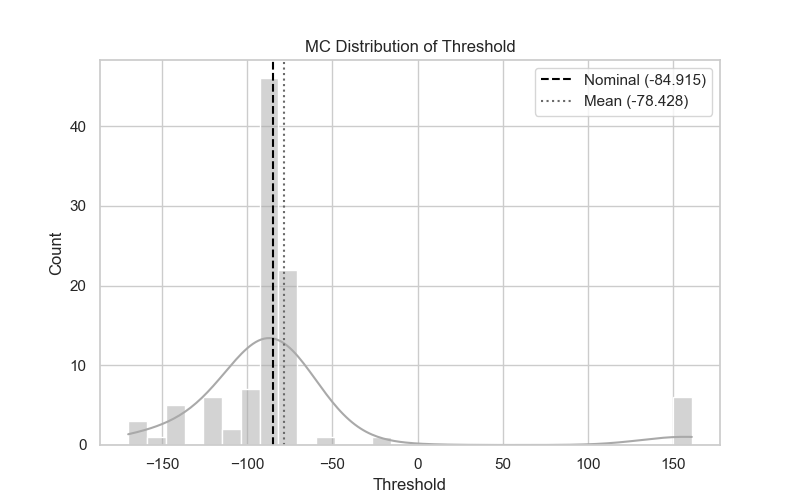 MC Distribution of Threshold
Nominal (-84.915)
Mean (-78.428)
Count
40
30
20
10
0
−150
−100
−50
0
50
100
150
Threshold